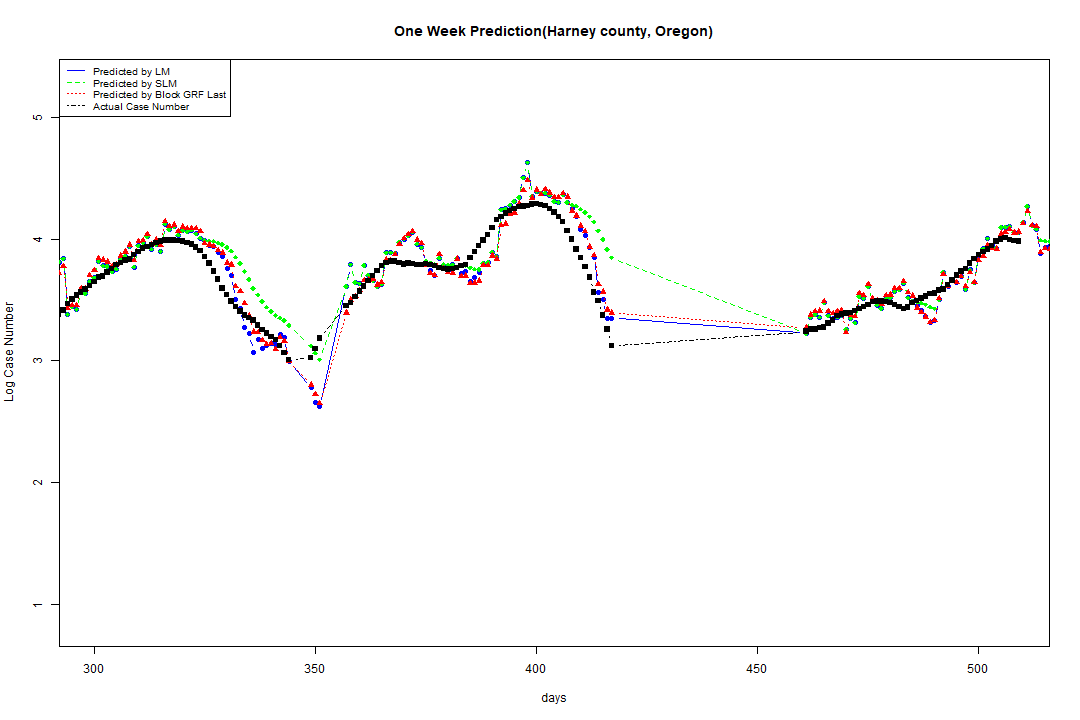 One Week Prediction(Harney county, Oregon)
Predicted by LM
Predicted by SLM
Predicted by Block GRF Last
Actual Case Number
5
4
3
2
1
Log Case Number
300 350 400 450 500
days